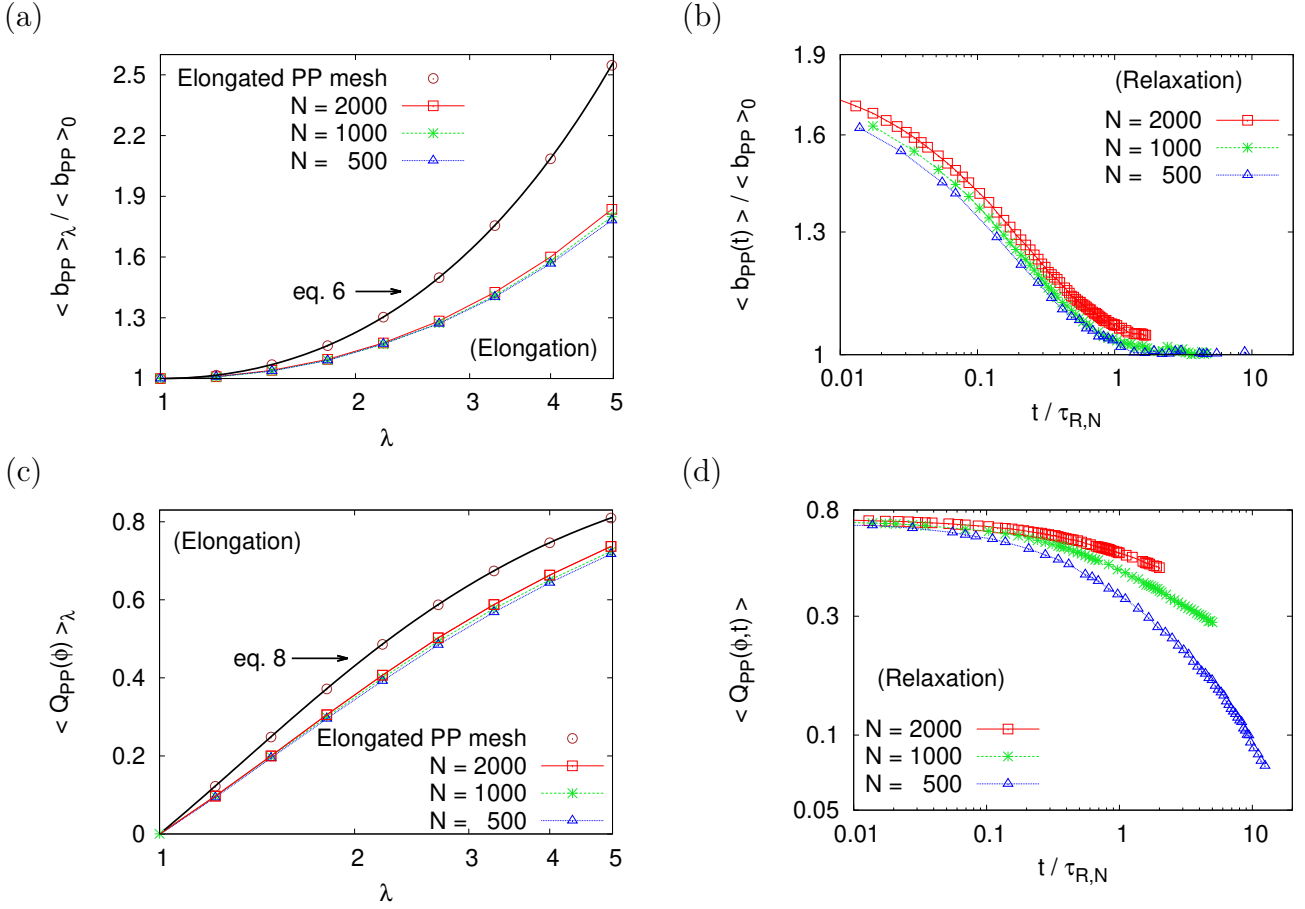 (a)
< b_PP >_λ / < b_PP >_0
2.5
2.2
1.9
1.6
1.3
1
Elongated PP mesh
N = 2000
N = 1000
N = 500
eq. 6
(Elongation)
1 2 3 4 5
λ
(b)
< b_PP(t) > / < b_PP >_0
1.9
1.6
1.3
1
(Relaxation)
N = 2000
N = 1000
N = 500
0.01 0.1 1 10
t / τ_R,N
(c)
< Q_PP(ϕ) >_λ
0.8
0.6
0.4
0.2
0
(Elongation)
eq. 8
Elongated PP mesh
N = 2000
N = 1000
N = 500
1 2 3 4 5
λ
(d)
< Q_PP(ϕ,t) >
0.8
0.3
0.1
0.05
(Relaxation)
N = 2000
N = 1000
N = 500
0.01 0.1 1 10
t / τ_R,N